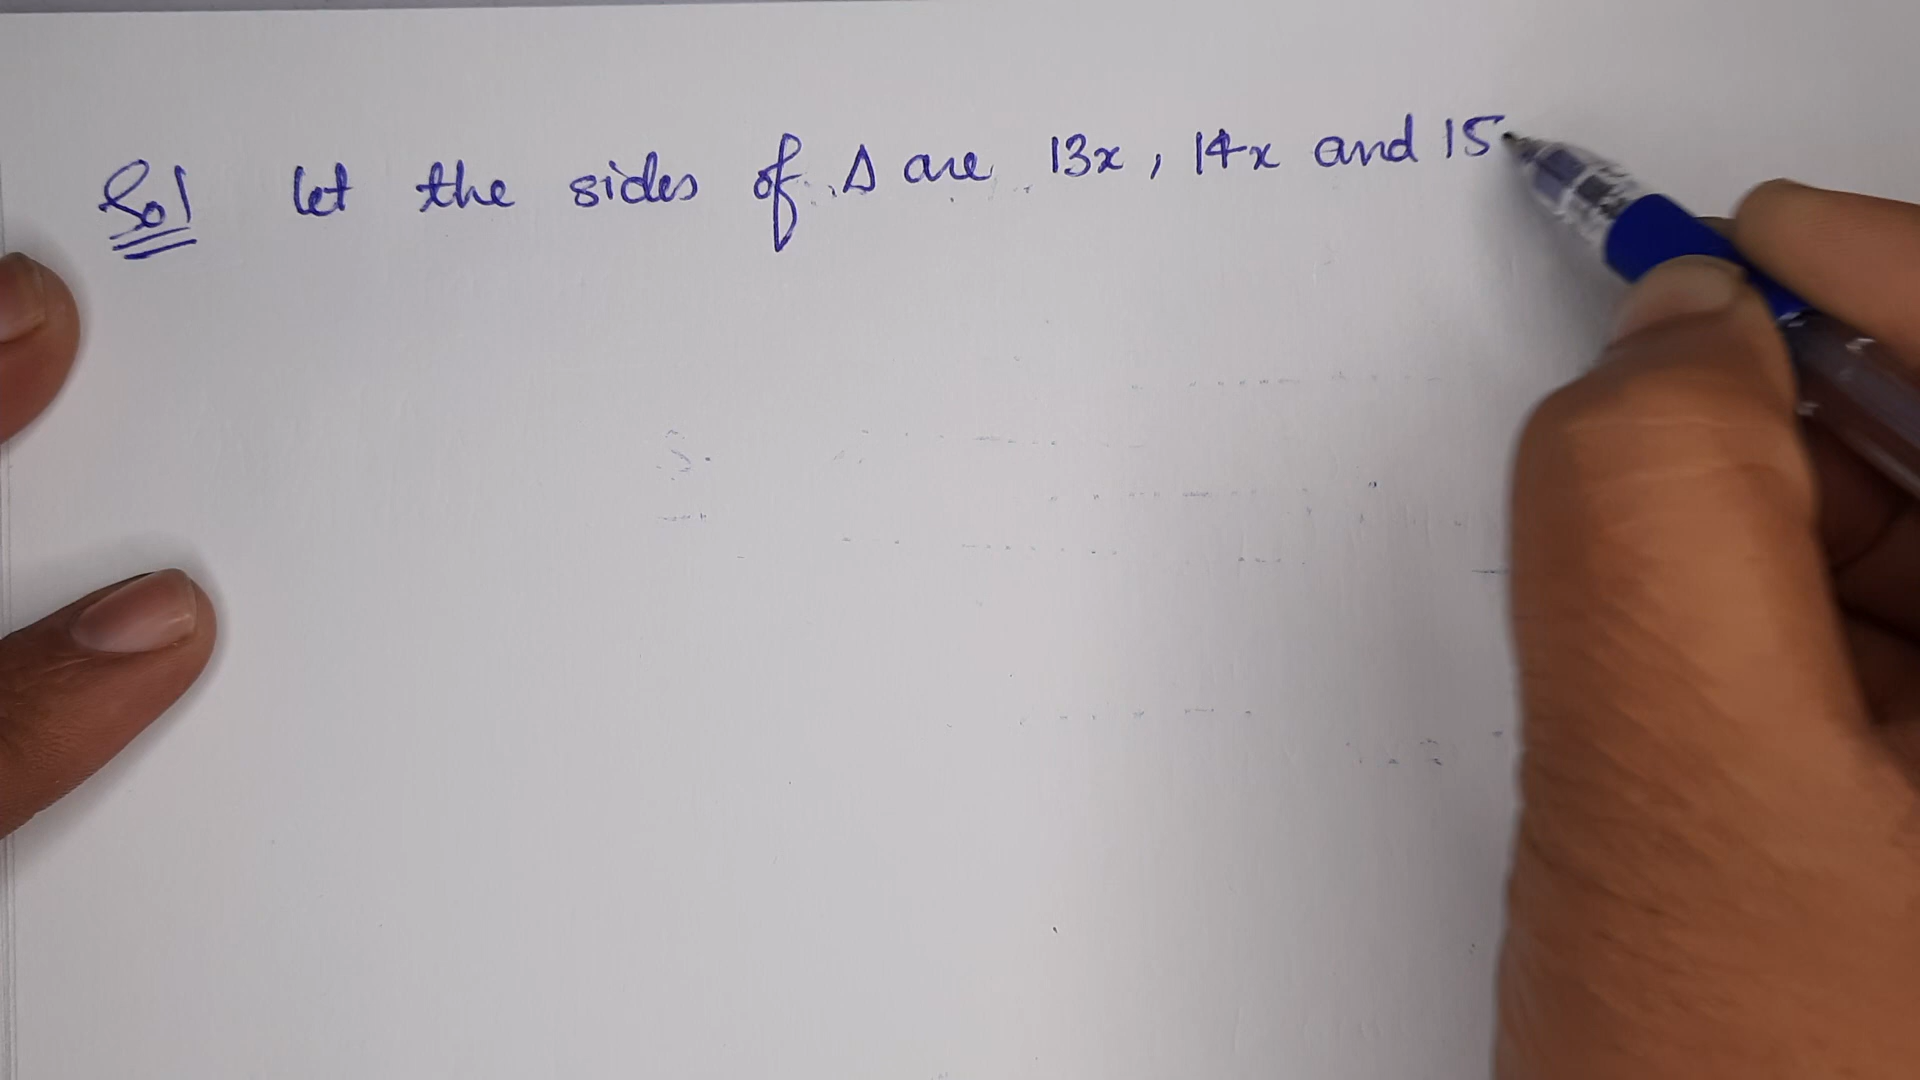 Sol let the sides of Δ are 13x, 14x and 15